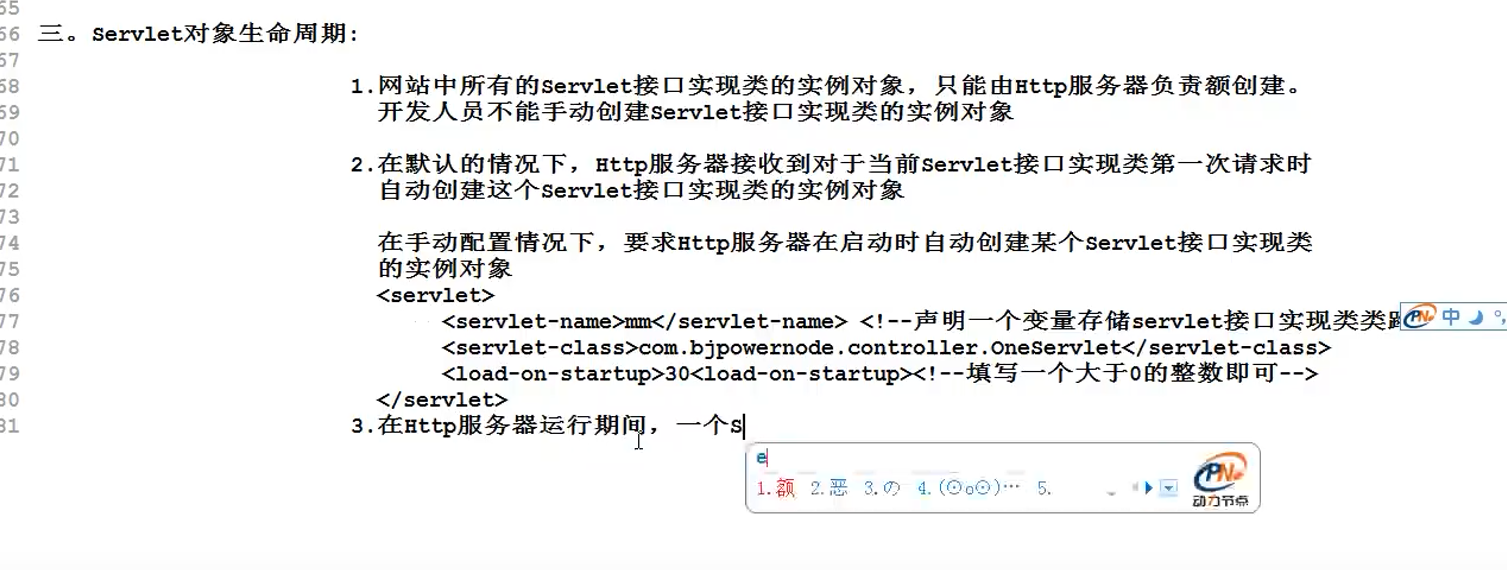 65
66 三。Servlet对象生命周期:
67
68 1.网站中所有的Servlet接口实现类的实例对象，只能由Http服务器负责额创建。
69 开发人员不能手动创建Servlet接口实现类的实例对象
70
71 2.在默认的情况下，Http服务器接收到对于当前Servlet接口实现类第一次请求时
72 自动创建这个Servlet接口实现类的实例对象
73
74 在手动配置情况下，要求Http服务器在启动时自动创建某个Servlet接口实现类
75 的实例对象
76 <servlet>
77 <servlet-name>mm</servlet-name> <!--声明一个变量存储servlet接口实现类类路
中
78 <servlet-class>com.bjpowernode.controller.OneServlet</servlet-class>
79 <load-on-startup>30<load-on-startup><!--填写一个大于0的整数即可-->
80 </servlet>
81 3.在Http服务器运行期间，一个S
e
1.额 2.恶 3.の 4.(⊙o⊙)… 5.
动力节点